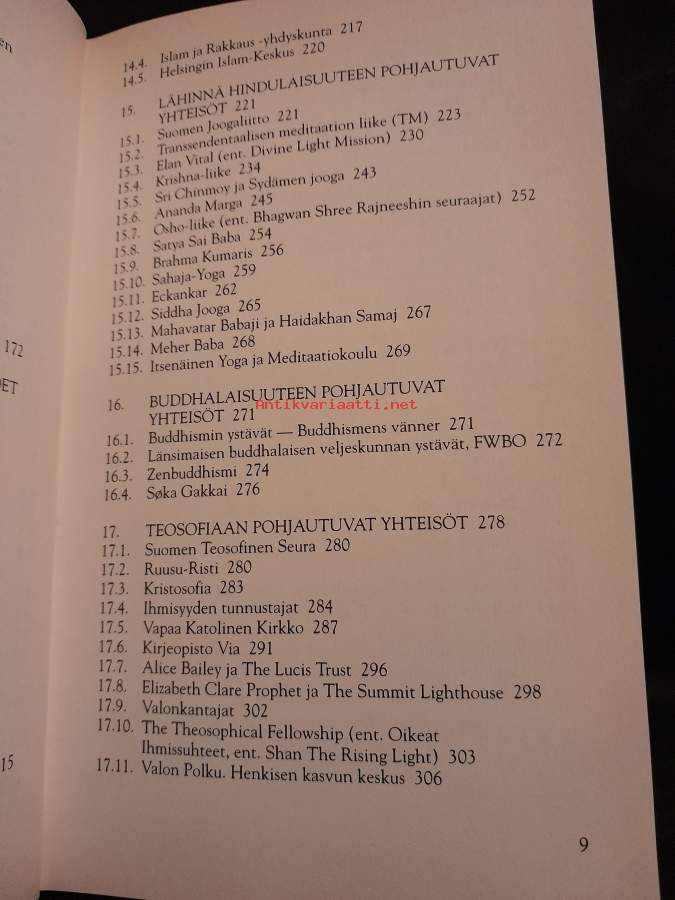 en
172
DET
15
14.4. Islam ja Rakkaus -yhdyskunta 217
14.5. Helsingin Islam-Keskus 220
15. LÄHINNÄ HINDULAISUUTEEN POHJAUTUVAT
YHTEISÖT 221
15.1. Suomen Joogaliitto 221
15.2. Transsendentaalisen meditaation liike (TM) 223
15.3. Elan Vital (ent. Divine Light Mission) 230
15.4. Krishna-liike 234
15.5. Sri Chinmoy ja Sydämen jooga 243
15.6. Ananda Marga 245
15.7. Osho-liike (ent. Bhagwan Shree Rajneeshin seuraajat) 252
15.8. Satya Sai Baba 254
15.9. Brahma Kumaris 256
15.10. Sahaja-Yoga 259
15.11. Eckankar 262
15.12. Siddha Jooga 265
15.13. Mahavatar Babaji ja Haidakhan Samaj 267
15.14. Meher Baba 268
15.15. Itsenäinen Yoga ja Meditaatiokoulu 269
16. BUDDHALAISUUTEEN POHJAUTUVAT
Antikvariaatti.net
YHTEISÖT 271
16.1. Buddhismin ystävät — Buddhismens vänner 271
16.2. Länsimaisen buddhalaisen veljeskunnan ystävät, FWBO 272
16.3. Zenbuddhismi 274
16.4. Søka Gakkai 276
17. TEOSOFIAAN POHJAUTUVAT YHTEISÖT 278
17.1. Suomen Teosofinen Seura 280
17.2. Ruusu-Risti 280
17.3. Kristosofia 283
17.4. Ihmisyyden tunnustajat 284
17.5. Vapaa Katolinen Kirkko 287
17.6. Kirjeopisto Via 291
17.7. Alice Bailey ja The Lucis Trust 296
17.8. Elizabeth Clare Prophet ja The Summit Lighthouse 298
17.9. Valonkantajat 302
17.10. The Theosophical Fellowship (ent. Oikeat
Ihmissuhteet, ent. Shan The Rising Light) 303
17.11. Valon Polku. Henkisen kasvun keskus 306
9